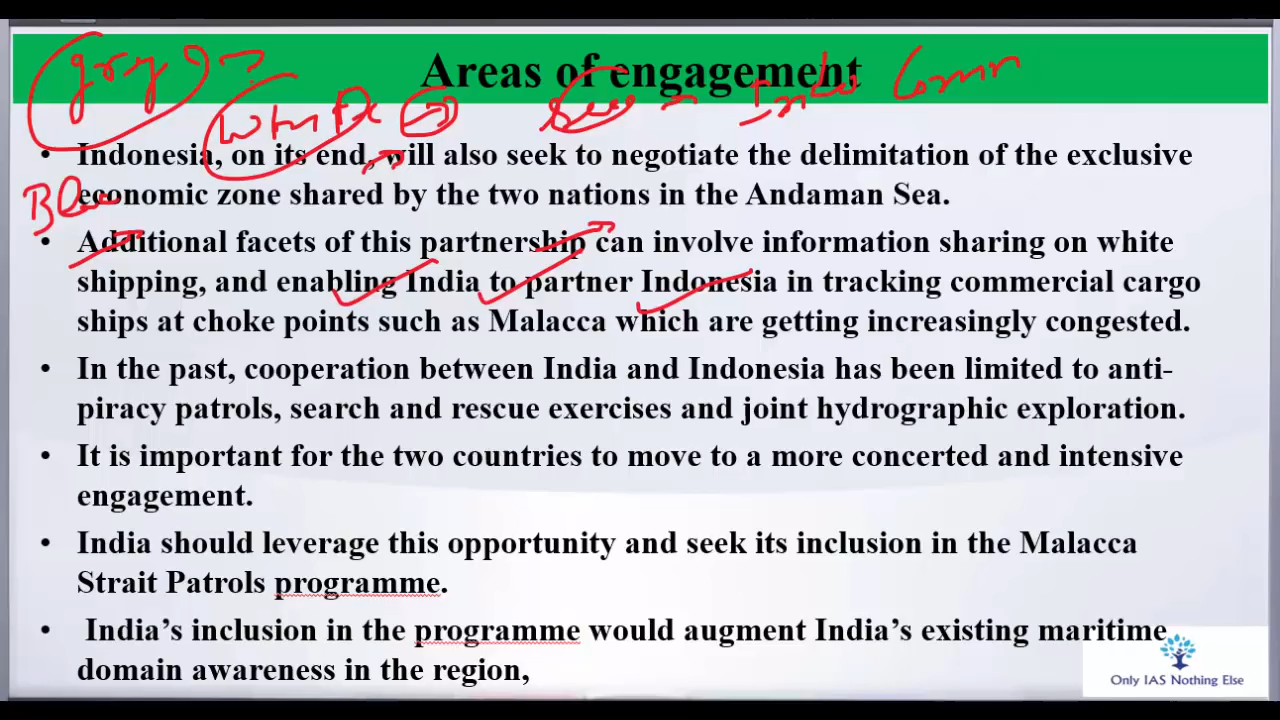 Areas of engagement
gry
• Indonesia, on its end, will also seek to negotiate the delimitation of the exclusive
economic zone shared by the two nations in the Andaman Sea.
• Additional facets of this partnership can involve information sharing on white
shipping, and enabling India to partner Indonesia in tracking commercial cargo
ships at choke points such as Malacca which are getting increasingly congested.
• In the past, cooperation between India and Indonesia has been limited to anti-
piracy patrols, search and rescue exercises and joint hydrographic exploration.
• It is important for the two countries to move to a more concerted and intensive
engagement.
• India should leverage this opportunity and seek its inclusion in the Malacca
Strait Patrols programme.
• India’s inclusion in the programme would augment India’s existing maritime
domain awareness in the region,
Only IAS Nothing Else